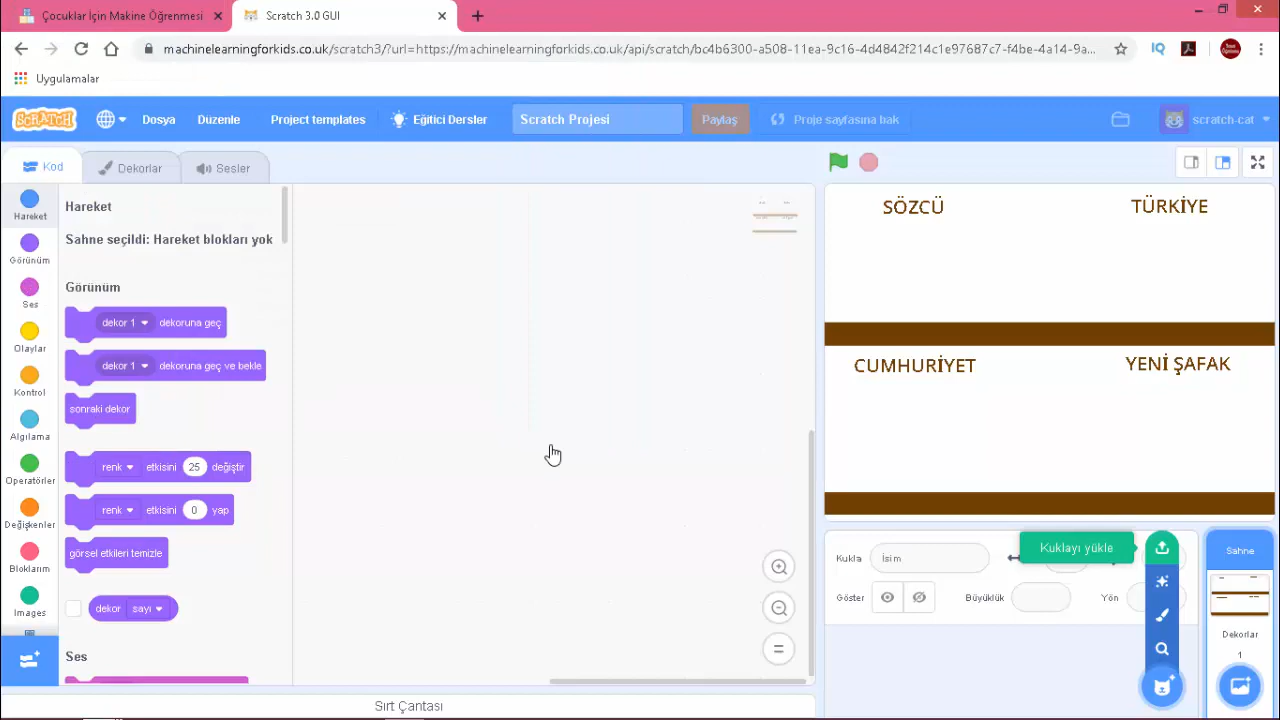 Çocuklar İçin Makine Öğrenmesi
Scratch 3.0 GUI
machinelearningforkids.co.uk/scratch3/?url=https://machinelearningforkids.co.uk/api/scratch/bc4b6300-a508-11ea-9c16-4d4842f214c1e97687c7-f4be-4a14-9a...
IQ
Uygulamalar
SCRATCH
Dosya
Düzenle
Project templates
Eğitici Dersler
Scratch Projesi
Paylaş
Proje sayfasına bak
scratch-cat
Kod
Dekorlar
Sesler
Hareket
Görünüm
Ses
Olaylar
Kontrol
Algılama
Operatörler
Değişkenler
Bloklarım
Images
Hareket
Sahne seçildi: Hareket blokları yok
Görünüm
dekor 1 dekoruna geç
dekor 1 dekoruna geç ve bekle
sonraki dekor
renk etkisini 25 değiştir
renk etkisini 0 yap
görsel etkileri temizle
dekor sayı
Ses
SÖZCÜ
TÜRKİYE
CUMHURİYET
YENİ ŞAFAK
Kukla
İsim
Kuklayı yükle
Göster
Büyüklük
Yön
Sahne
Dekorlar
1
Sırt Çantası